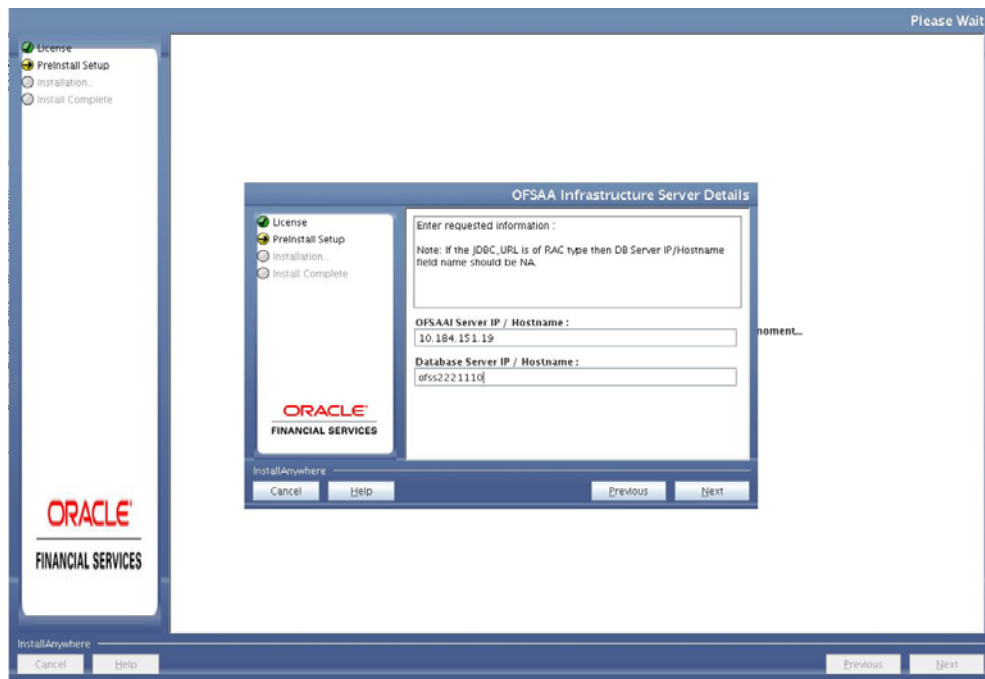 Please Wait
License
PreInstall Setup
Installation..
Install Complete
OFSAA Infrastructure Server Details
License
PreInstall Setup
Installation..
Install Complete
Enter requested information :
Note: If the JDBC_URL is of RAC type then DB Server IP/Hostname
field name should be NA.
OFSAAI Server IP / Hostname :
10.184.151.19
Database Server IP / Hostname :
ofss2221110
moment...
ORACLE
FINANCIAL SERVICES
InstallAnywhere
Cancel Help Previous Next
ORACLE
FINANCIAL SERVICES
InstallAnywhere
Cancel Help Previous Next